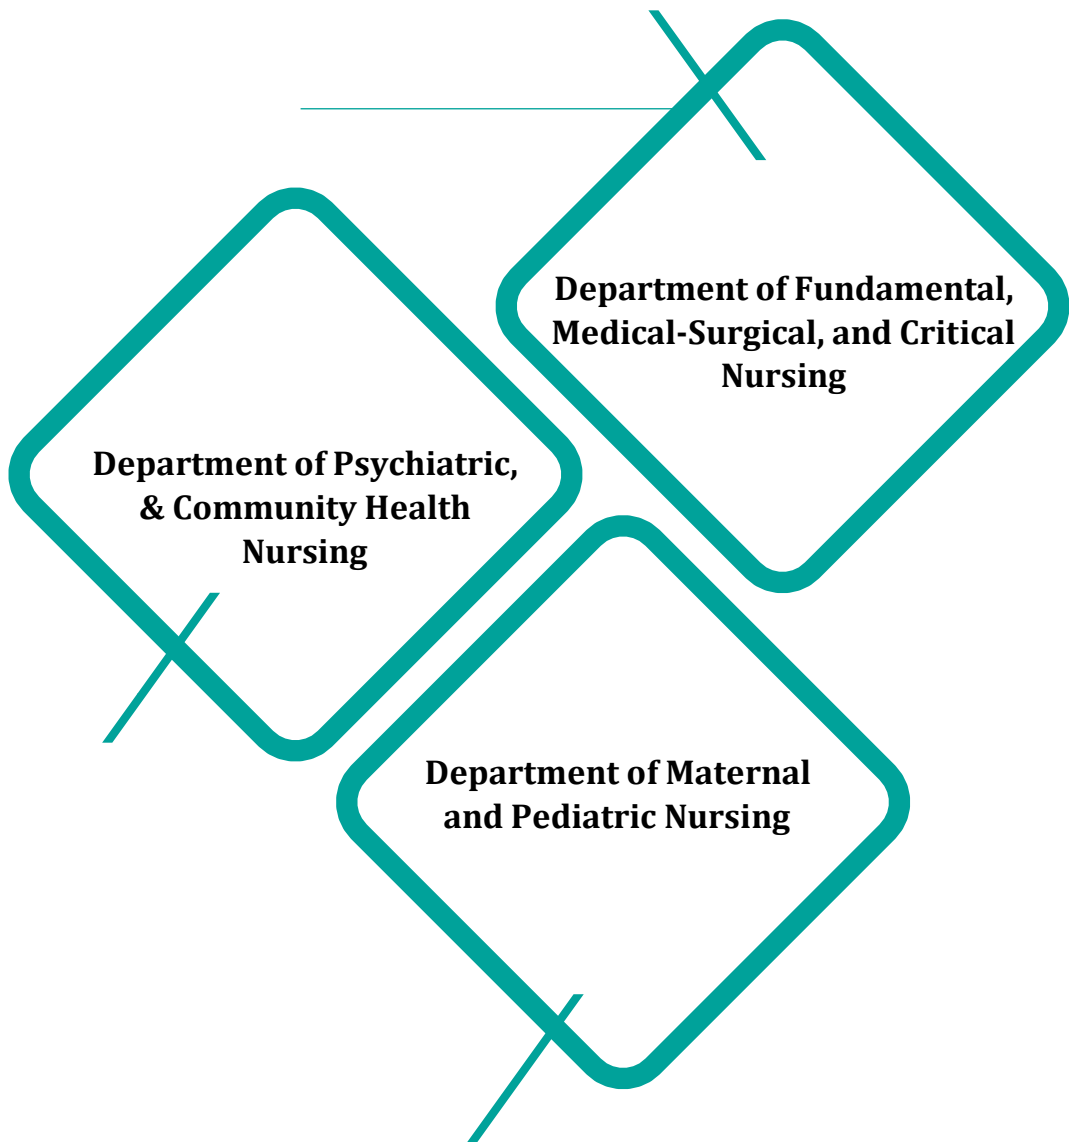 Department of Fundamental,
Medical-Surgical, and Critical
Nursing
Department of Psychiatric,
& Community Health
Nursing
Department of Maternal
and Pediatric Nursing